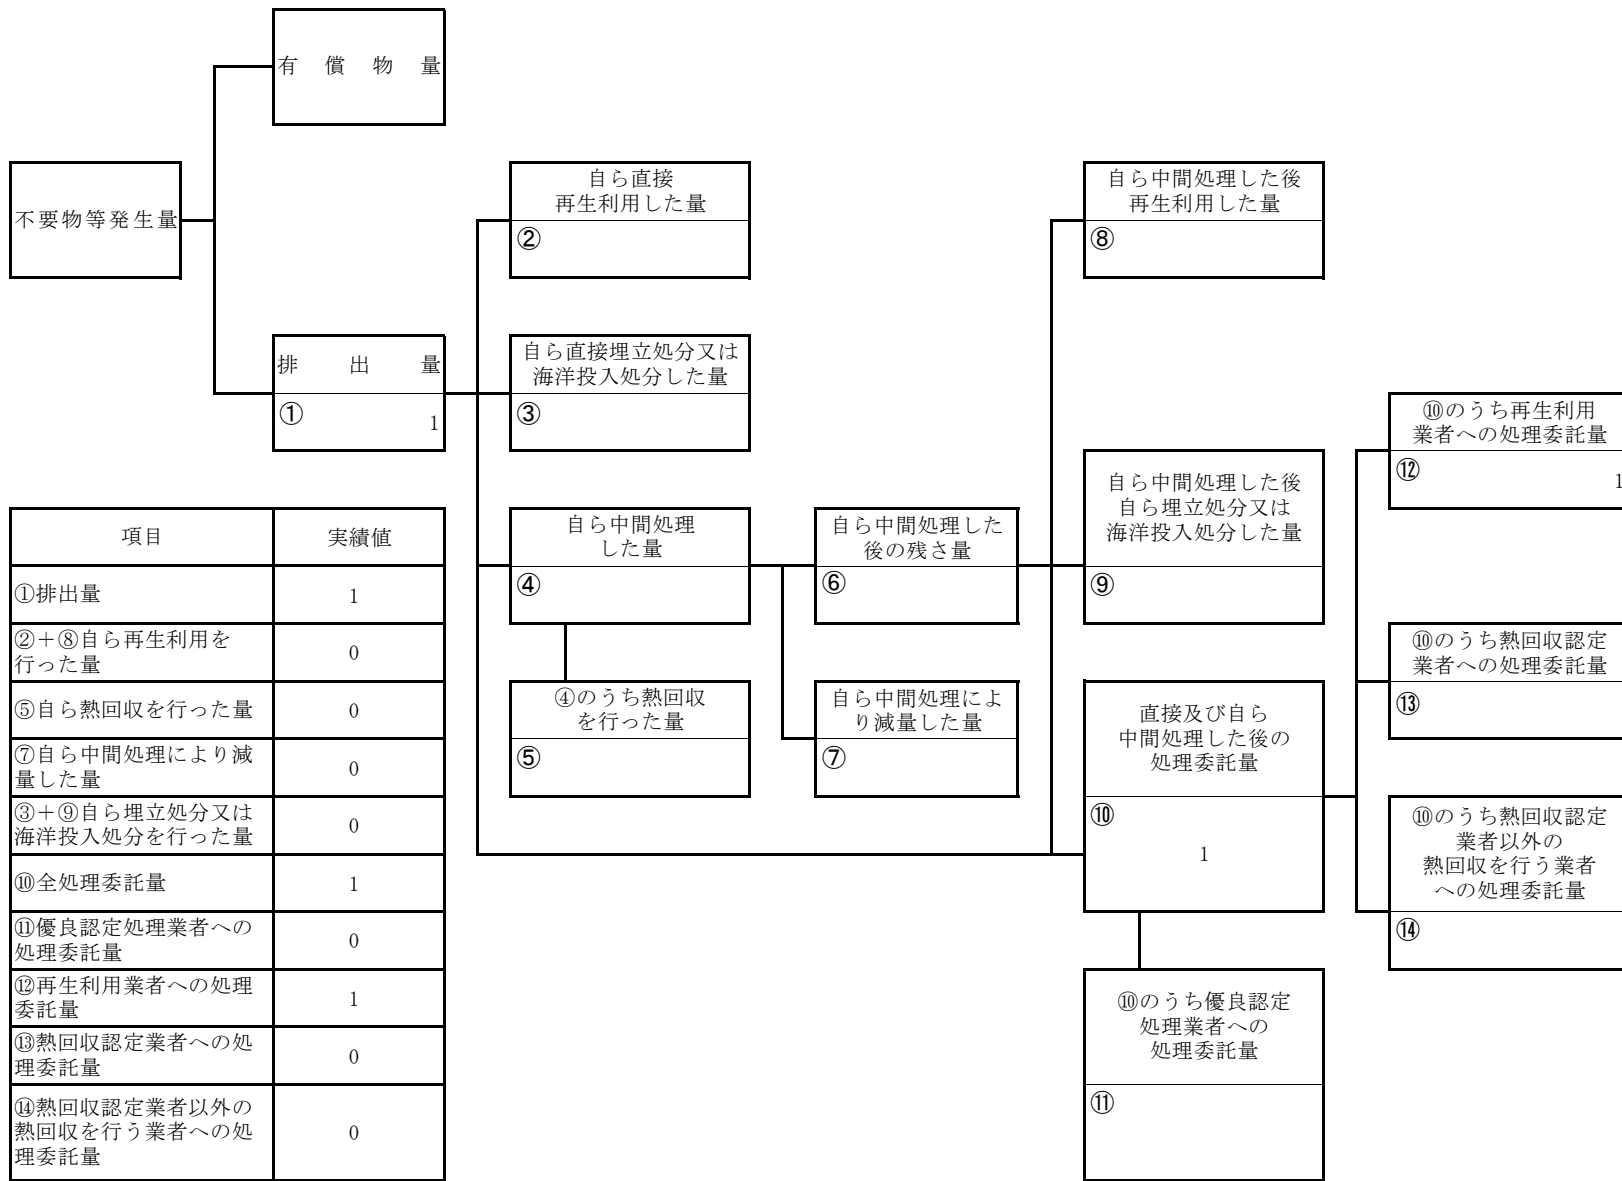 有償物量
不要物等発生量
自ら直接
再生利用した量
②
自ら中間処理した後
再生利用した量
⑧
排出量
①
1
自ら直接埋立処分又は
海洋投入処分した量
③
⑩のうち再生利用
業者への処理委託量
⑫
1
自ら中間処理
した量
④
自ら中間処理した
後の残さ量
⑥
自ら中間処理した後
自ら埋立処分又は
海洋投入処分した量
⑨
⑩のうち熱回収認定
業者への処理委託量
⑬
④のうち熱回収
を行った量
⑤
自ら中間処理によ
り減量した量
⑦
直接及び自ら
中間処理した後の
処理委託量
⑩
1
⑩のうち熱回収認定
業者以外の
熱回収を行う業者
への処理委託量
⑭
⑩のうち優良認定
処理業者への
処理委託量
⑪
項目 実績値
①排出量 1
②+⑧自ら再生利用を
行った量 0
⑤自ら熱回収を行った量 0
⑦自ら中間処理により減
量した量 0
③+⑨自ら埋立処分又は
海洋投入処分を行った量 0
⑩全処理委託量 1
⑪優良認定処理業者への
処理委託量 0
⑫再生利用業者への処理
委託量 1
⑬熱回収認定業者への処
理委託量 0
⑭熱回収認定業者以外の
熱回収を行う業者への処
理委託量 0